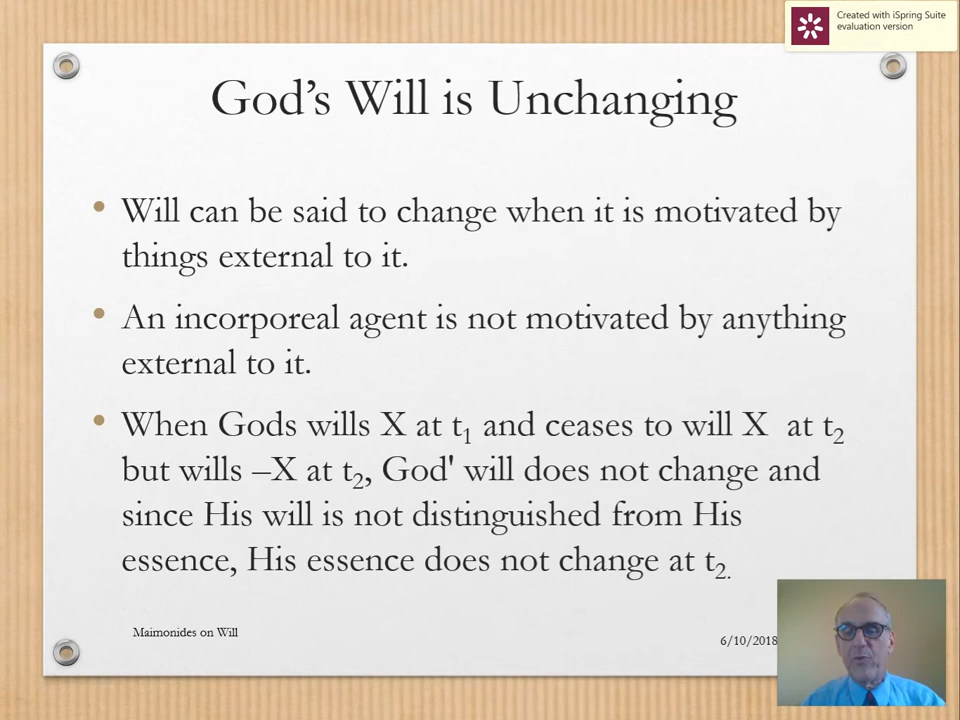 Created with iSpring Suite
evaluation version
God’s Will is Unchanging
• Will can be said to change when it is motivated by
things external to it.
• An incorporeal agent is not motivated by anything
external to it.
• When Gods wills X at t₁ and ceases to will X at t₂
but wills –X at t₂, God' will does not change and
since His will is not distinguished from His
essence, His essence does not change at t₂.
Maimonides on Will
6/10/2018